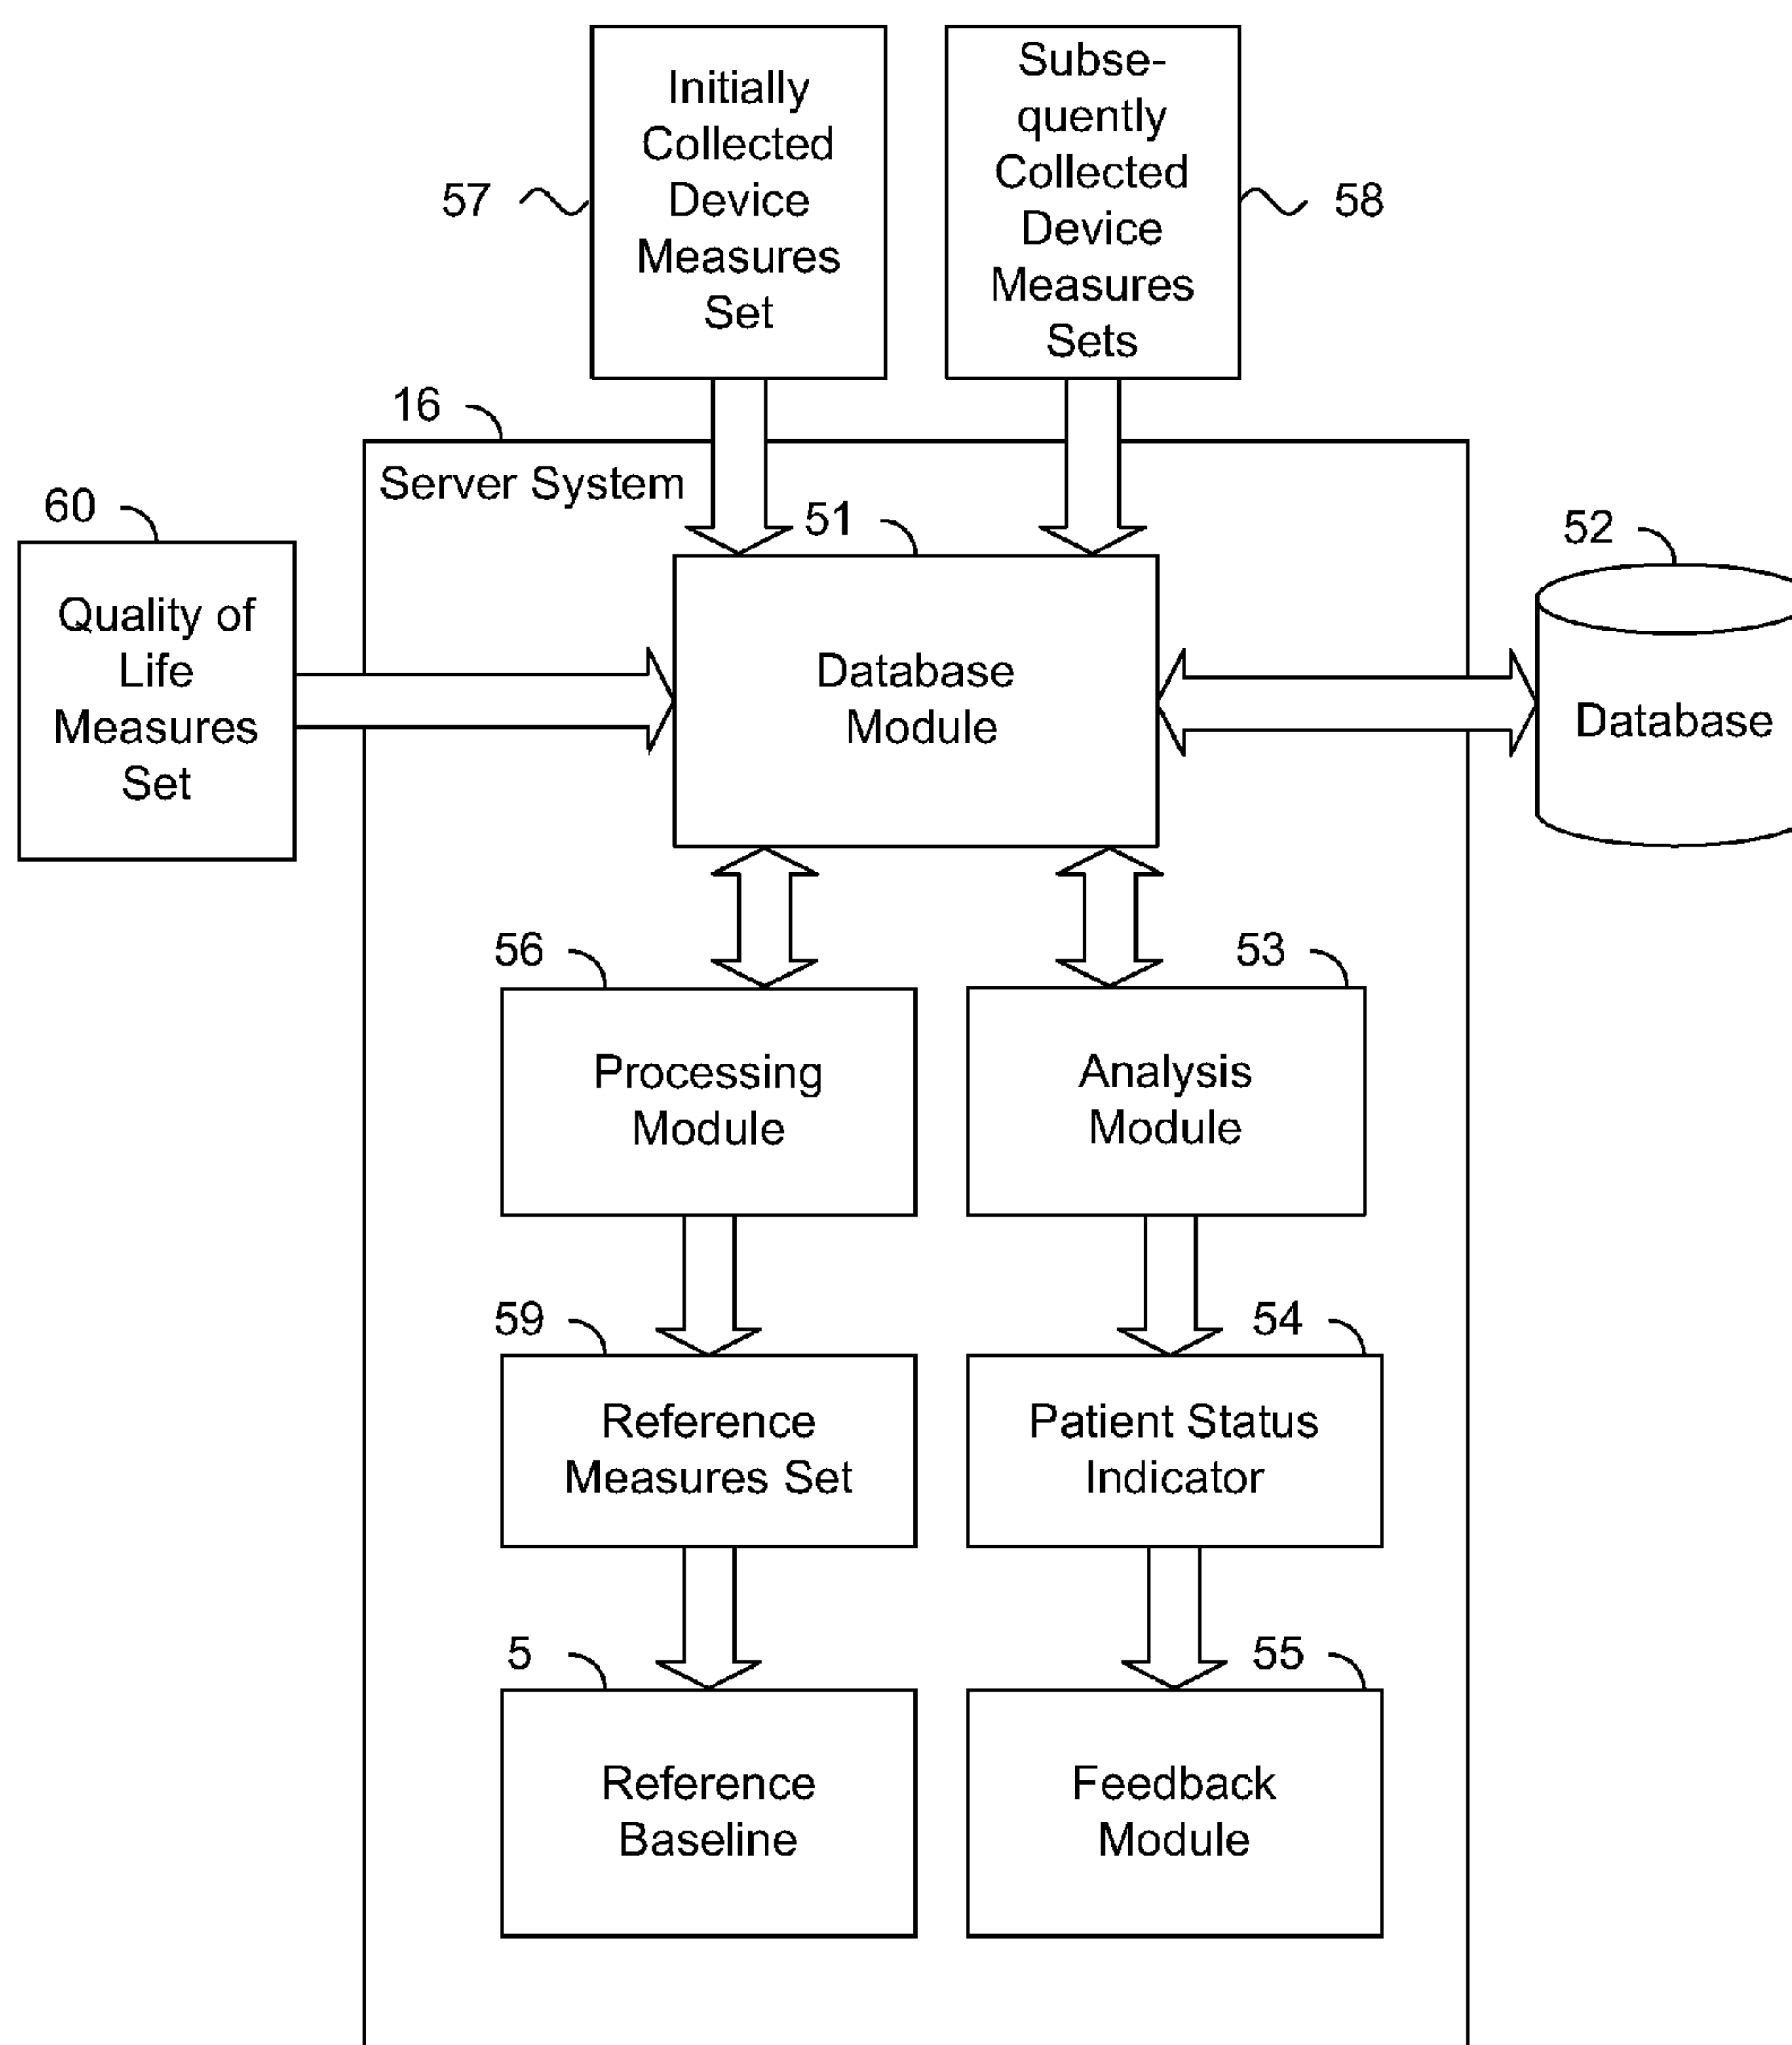 Initially
Collected
Device
Measures
Set
57
Subse-
quently
Collected
Device
Measures
Sets
58
16
Server System
60
Quality of
Life
Measures
Set
51
Database
Module
52
Database
56
Processing
Module
53
Analysis
Module
59
Reference
Measures Set
54
Patient Status
Indicator
5
Reference
Baseline
55
Feedback
Module